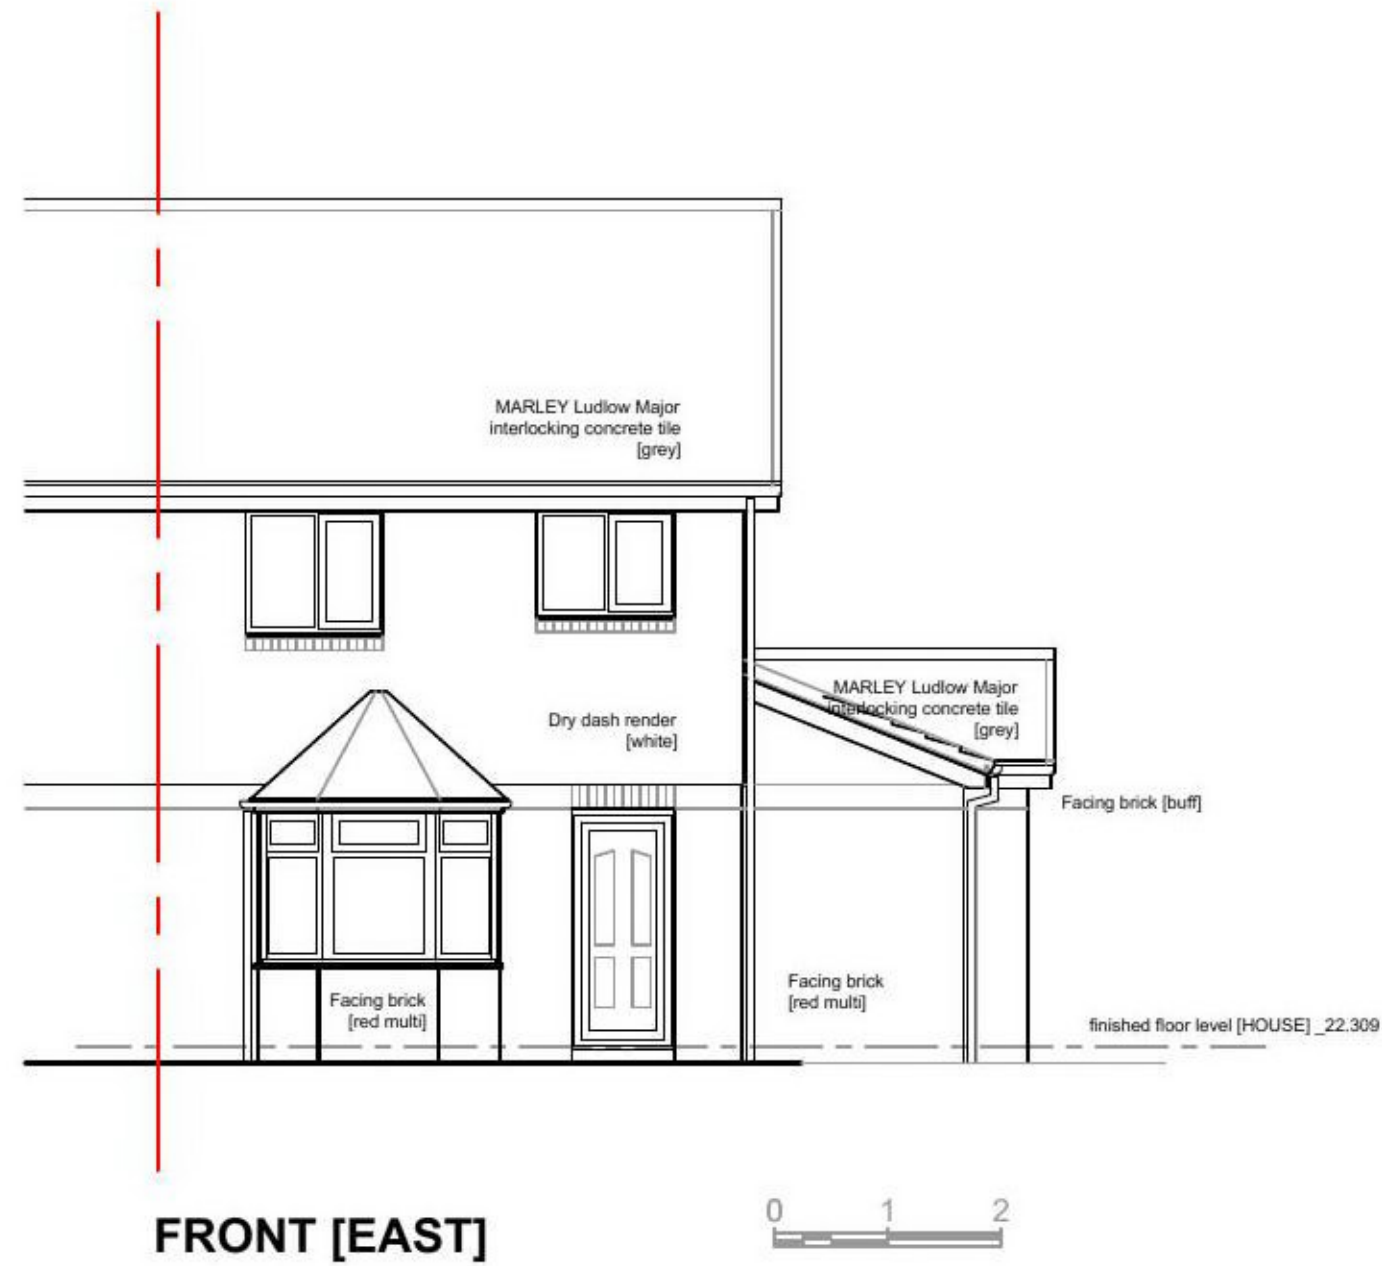 MARLEY Ludlow Major
interlocking concrete tile
[grey]
MARLEY Ludlow Major
interlocking concrete tile
[grey]
Dry dash render
[white]
Facing brick [buff]
Facing brick
[red multi]
Facing brick
[red multi]
finished floor level [HOUSE] _22.309
FRONT [EAST]
0 1 2